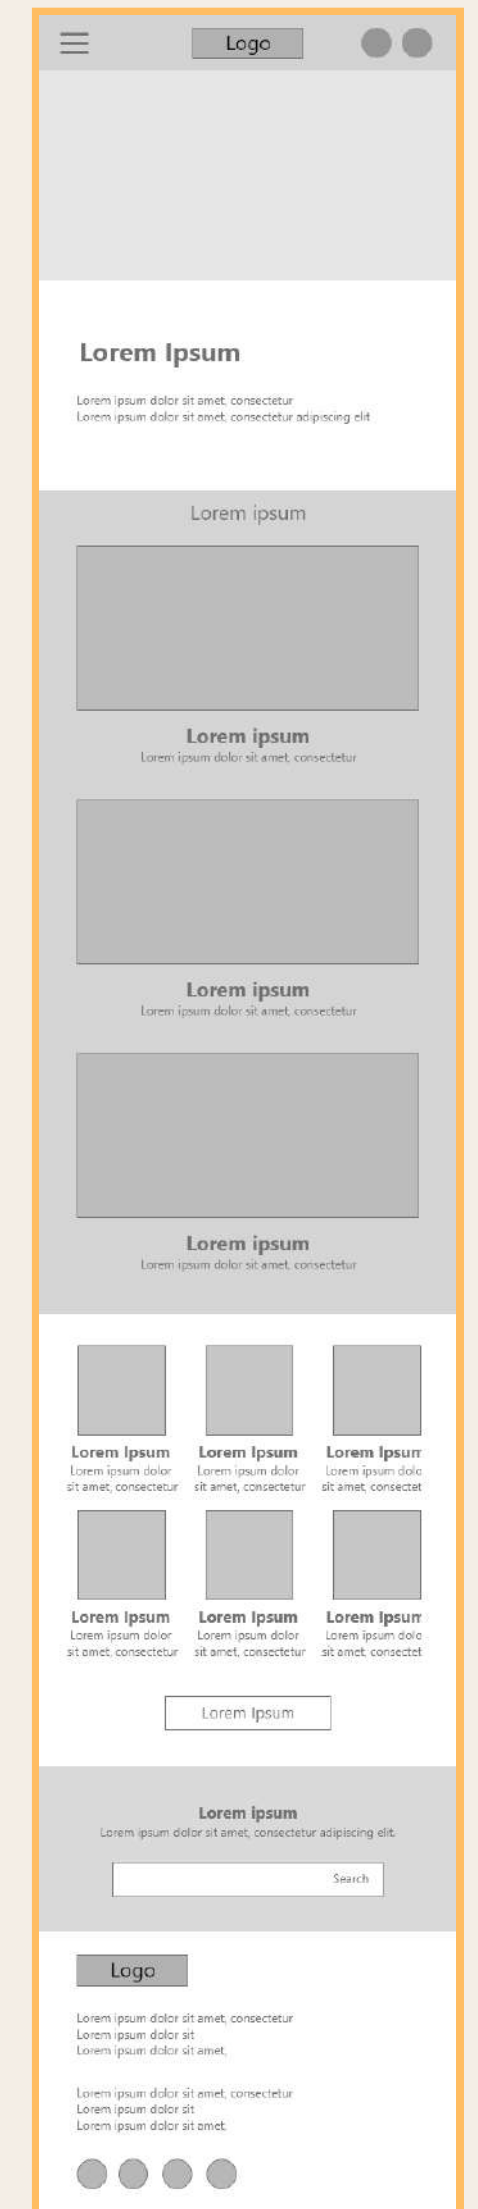 Logo
Lorem Ipsum
Lorem ipsum dolor sit amet, consectetur
Lorem ipsum dolor sit amet, consectetur adipiscing elit
Lorem ipsum
Lorem ipsum
Lorem ipsum dolor sit amet, consectetur
Lorem ipsum
Lorem ipsum dolor sit amet, consectetur
Lorem ipsum
Lorem ipsum dolor sit amet, consectetur
Lorem Ipsum Lorem Ipsum Lorem Ipsum
Lorem ipsum dolor Lorem ipsum dolor Lorem ipsum dolo
sit amet, consectetur sit amet, consectetur sit amet, consectet
Lorem Ipsum Lorem Ipsum Lorem Ipsum
Lorem ipsum dolor Lorem ipsum dolor Lorem ipsum dolo
sit amet, consectetur sit amet, consectetur sit amet, consectet
Lorem Ipsum
Lorem ipsum
Lorem ipsum dolor sit amet, consectetur adipiscing elit.
Search
Logo
Lorem ipsum dolor sit amet, consectetur
Lorem ipsum dolor sit
Lorem ipsum dolor sit amet,
Lorem ipsum dolor sit amet, consectetur
Lorem ipsum dolor sit
Lorem ipsum dolor sit amet,